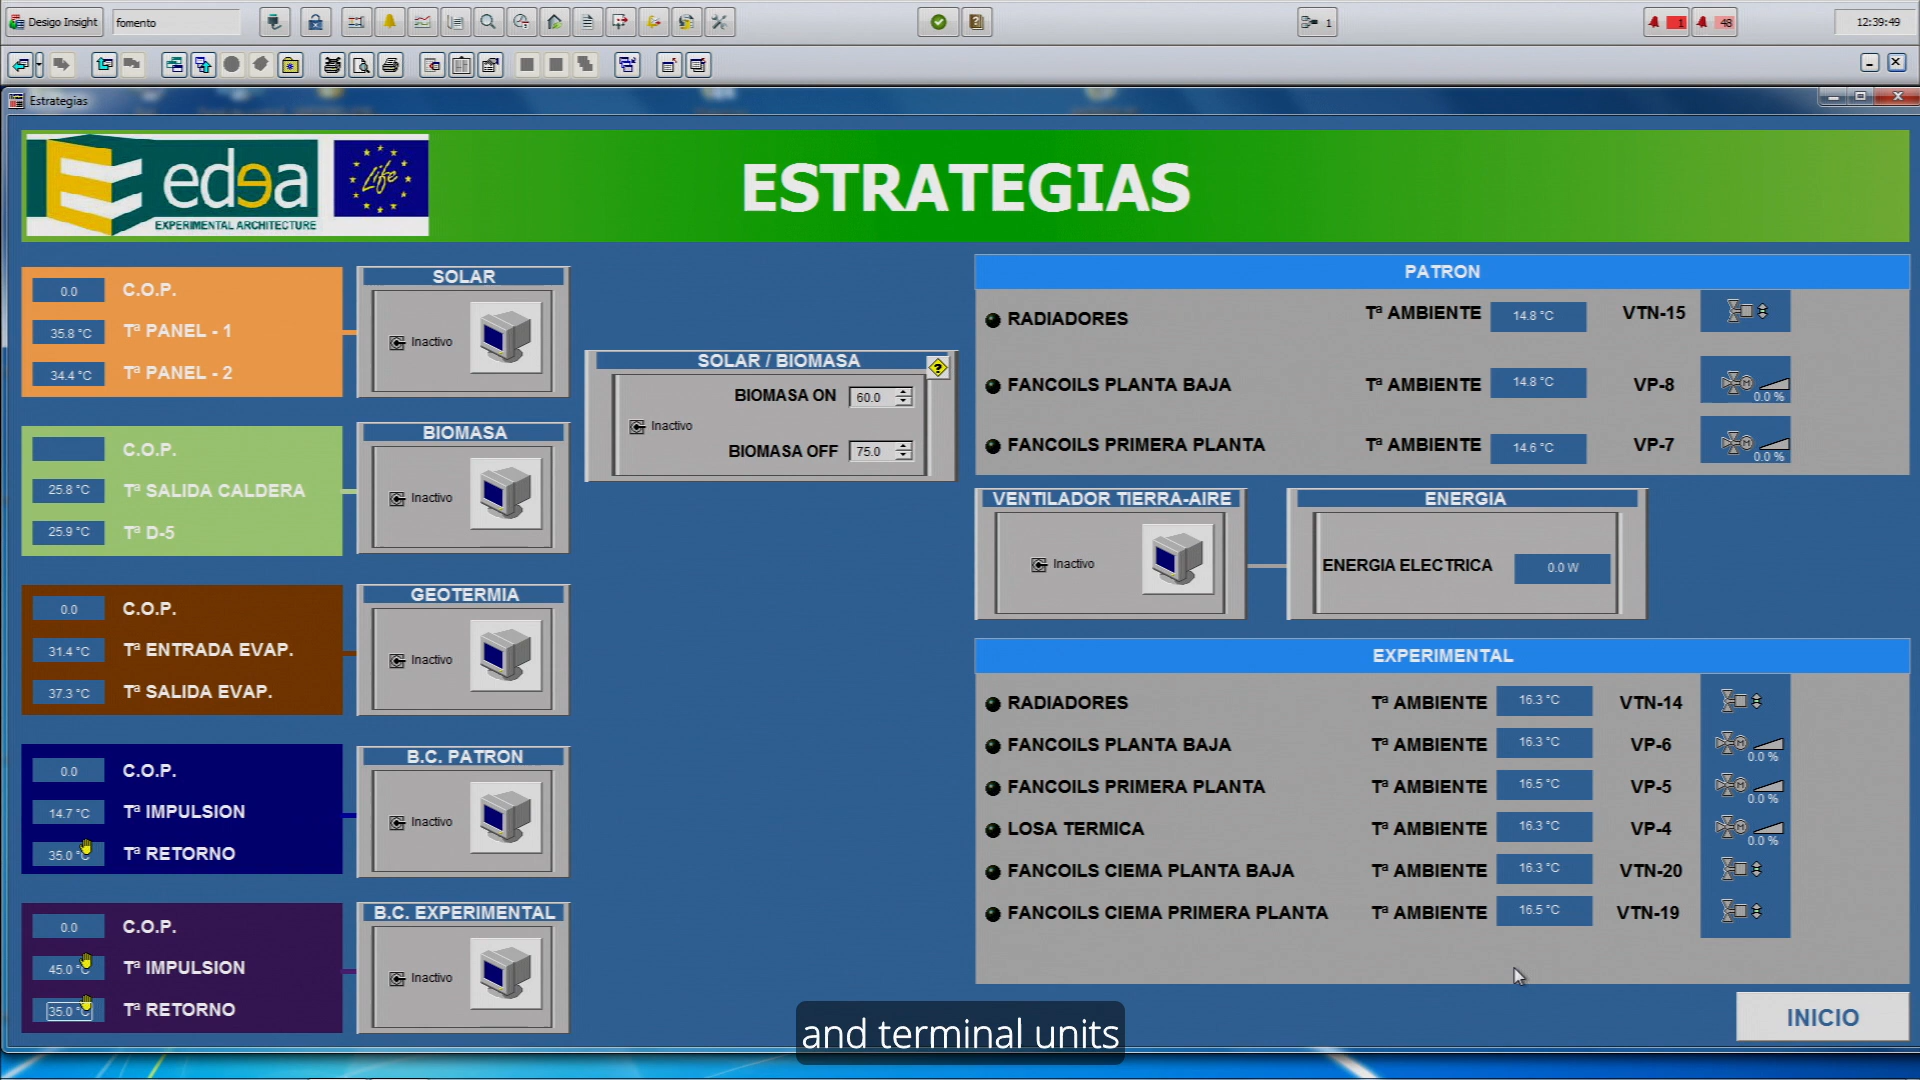 Desigo Insight
fomento
1
1
48
12:39:49
Estrategias
edea
EXPERIMENTAL ARCHITECTURE
Life
ESTRATEGIAS
0.0 C.O.P.
35.8 °C Tª PANEL - 1
34.4 °C Tª PANEL - 2
SOLAR
Inactivo
SOLAR / BIOMASA
?
BIOMASA ON 60.0
Inactivo
BIOMASA OFF 75.0
C.O.P.
25.8 °C Tª SALIDA CALDERA
25.9 °C Tª D-5
BIOMASA
Inactivo
0.0 C.O.P.
31.4 °C Tª ENTRADA EVAP.
37.3 °C Tª SALIDA EVAP.
GEOTERMIA
Inactivo
0.0 C.O.P.
14.7 °C Tª IMPULSION
35.0 °C Tª RETORNO
B.C. PATRON
Inactivo
0.0 C.O.P.
45.0 °C Tª IMPULSION
35.0 °C Tª RETORNO
B.C. EXPERIMENTAL
Inactivo
PATRON
RADIADORES Tª AMBIENTE 14.8 °C VTN-15
FANCOILS PLANTA BAJA Tª AMBIENTE 14.8 °C VP-8 0.0 %
FANCOILS PRIMERA PLANTA Tª AMBIENTE 14.6 °C VP-7 0.0 %
VENTILADOR TIERRA-AIRE
Inactivo
ENERGIA
ENERGIA ELECTRICA 0.0 W
EXPERIMENTAL
RADIADORES Tª AMBIENTE 16.3 °C VTN-14
FANCOILS PLANTA BAJA Tª AMBIENTE 16.3 °C VP-6 0.0 %
FANCOILS PRIMERA PLANTA Tª AMBIENTE 16.5 °C VP-5 0.0 %
LOSA TERMICA Tª AMBIENTE 16.3 °C VP-4 0.0 %
FANCOILS CIEMA PLANTA BAJA Tª AMBIENTE 16.3 °C VTN-20
FANCOILS CIEMA PRIMERA PLANTA Tª AMBIENTE 16.5 °C VTN-19
INICIO
and terminal units